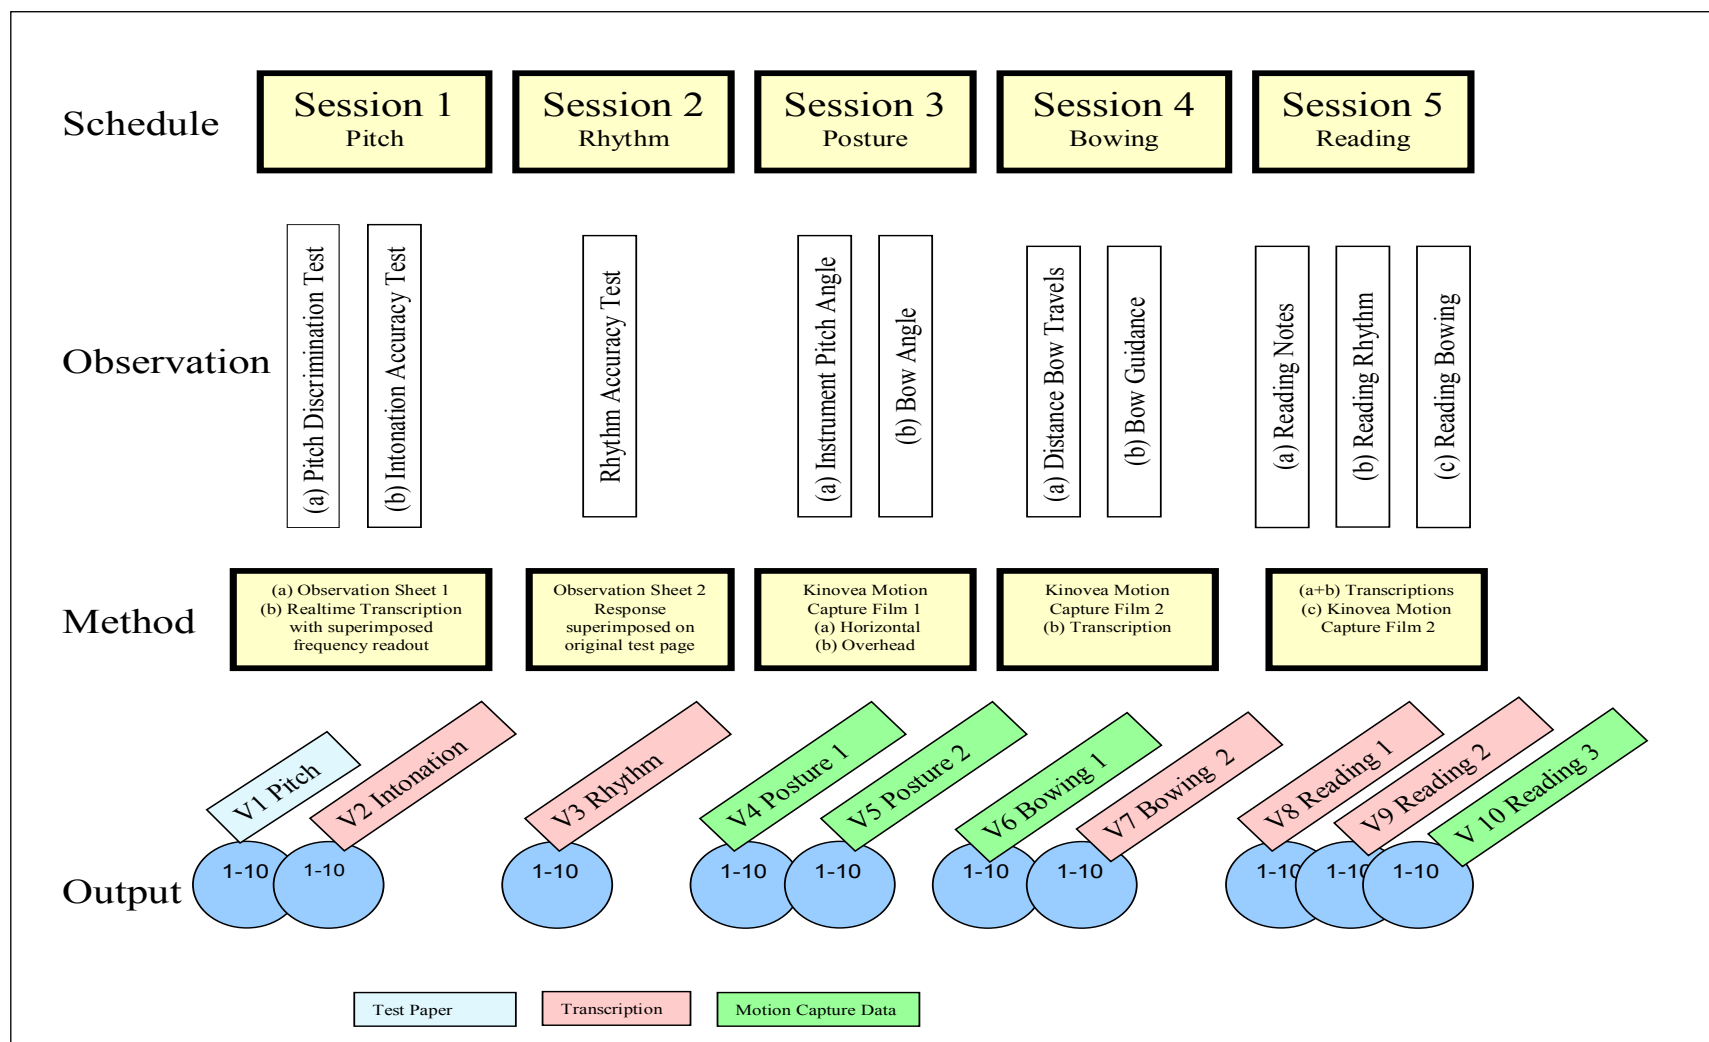 Schedule
Session 1
Pitch
Session 2
Rhythm
Session 3
Posture
Session 4
Bowing
Session 5
Reading
Observation
(a) Pitch Discrimination Test
(b) Intonation Accuracy Test
Rhythm Accuracy Test
(a) Instrument Pitch Angle
(b) Bow Angle
(a) Distance Bow Travels
(b) Bow Guidance
(a) Reading Notes
(b) Reading Rhythm
(c) Reading Bowing
Method
(a) Observation Sheet 1
(b) Realtime Transcription
with superimposed
frequency readout
Observation Sheet 2
Response
superimposed on
original test page
Kinovea Motion
Capture Film 1
(a) Horizontal
(b) Overhead
Kinovea Motion
Capture Film 2
(b) Transcription
(a+b) Transcriptions
(c) Kinovea Motion
Capture Film 2
Output
V1 Pitch
V2 Intonation
V3 Rhythm
V4 Posture 1
V5 Posture 2
V6 Bowing 1
V7 Bowing 2
V8 Reading 1
V9 Reading 2
V 10 Reading 3
1-10
1-10
1-10
1-10
1-10
1-10
1-10
1-10
1-10
1-10
Test Paper
Transcription
Motion Capture Data